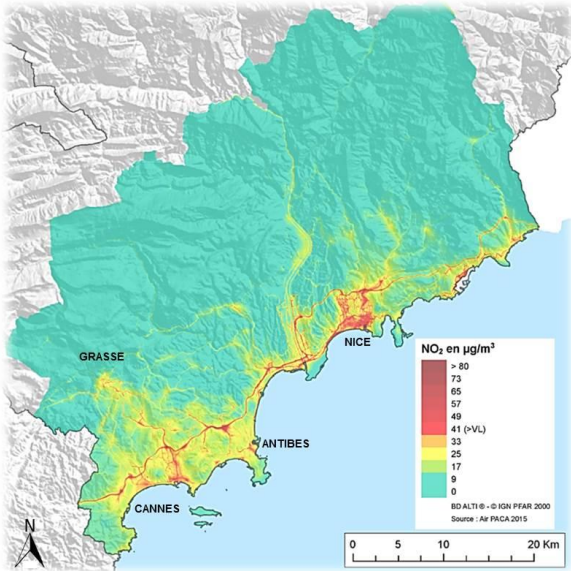 GRASSE
NICE
ANTIBES
CANNES
N
NO₂ en µg/m³
> 80
73
65
57
49
41 (>VL)
33
25
17
9
0
BD ALTI ® - © IGN PFAR 2000
Source : Air PACA 2015
0 5 10 20 Km